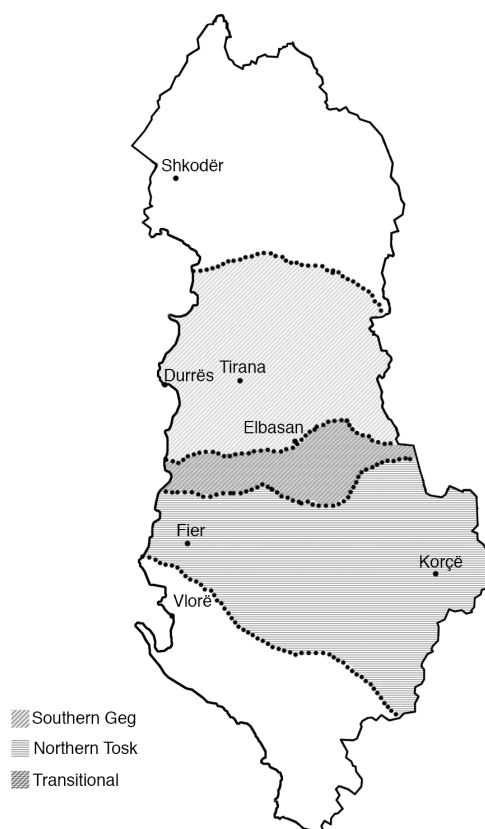 Shkodër
Tirana
Durrës
Elbasan
Fier
Korçë
Vlorë
Southern Geg
Northern Tosk
Transitional